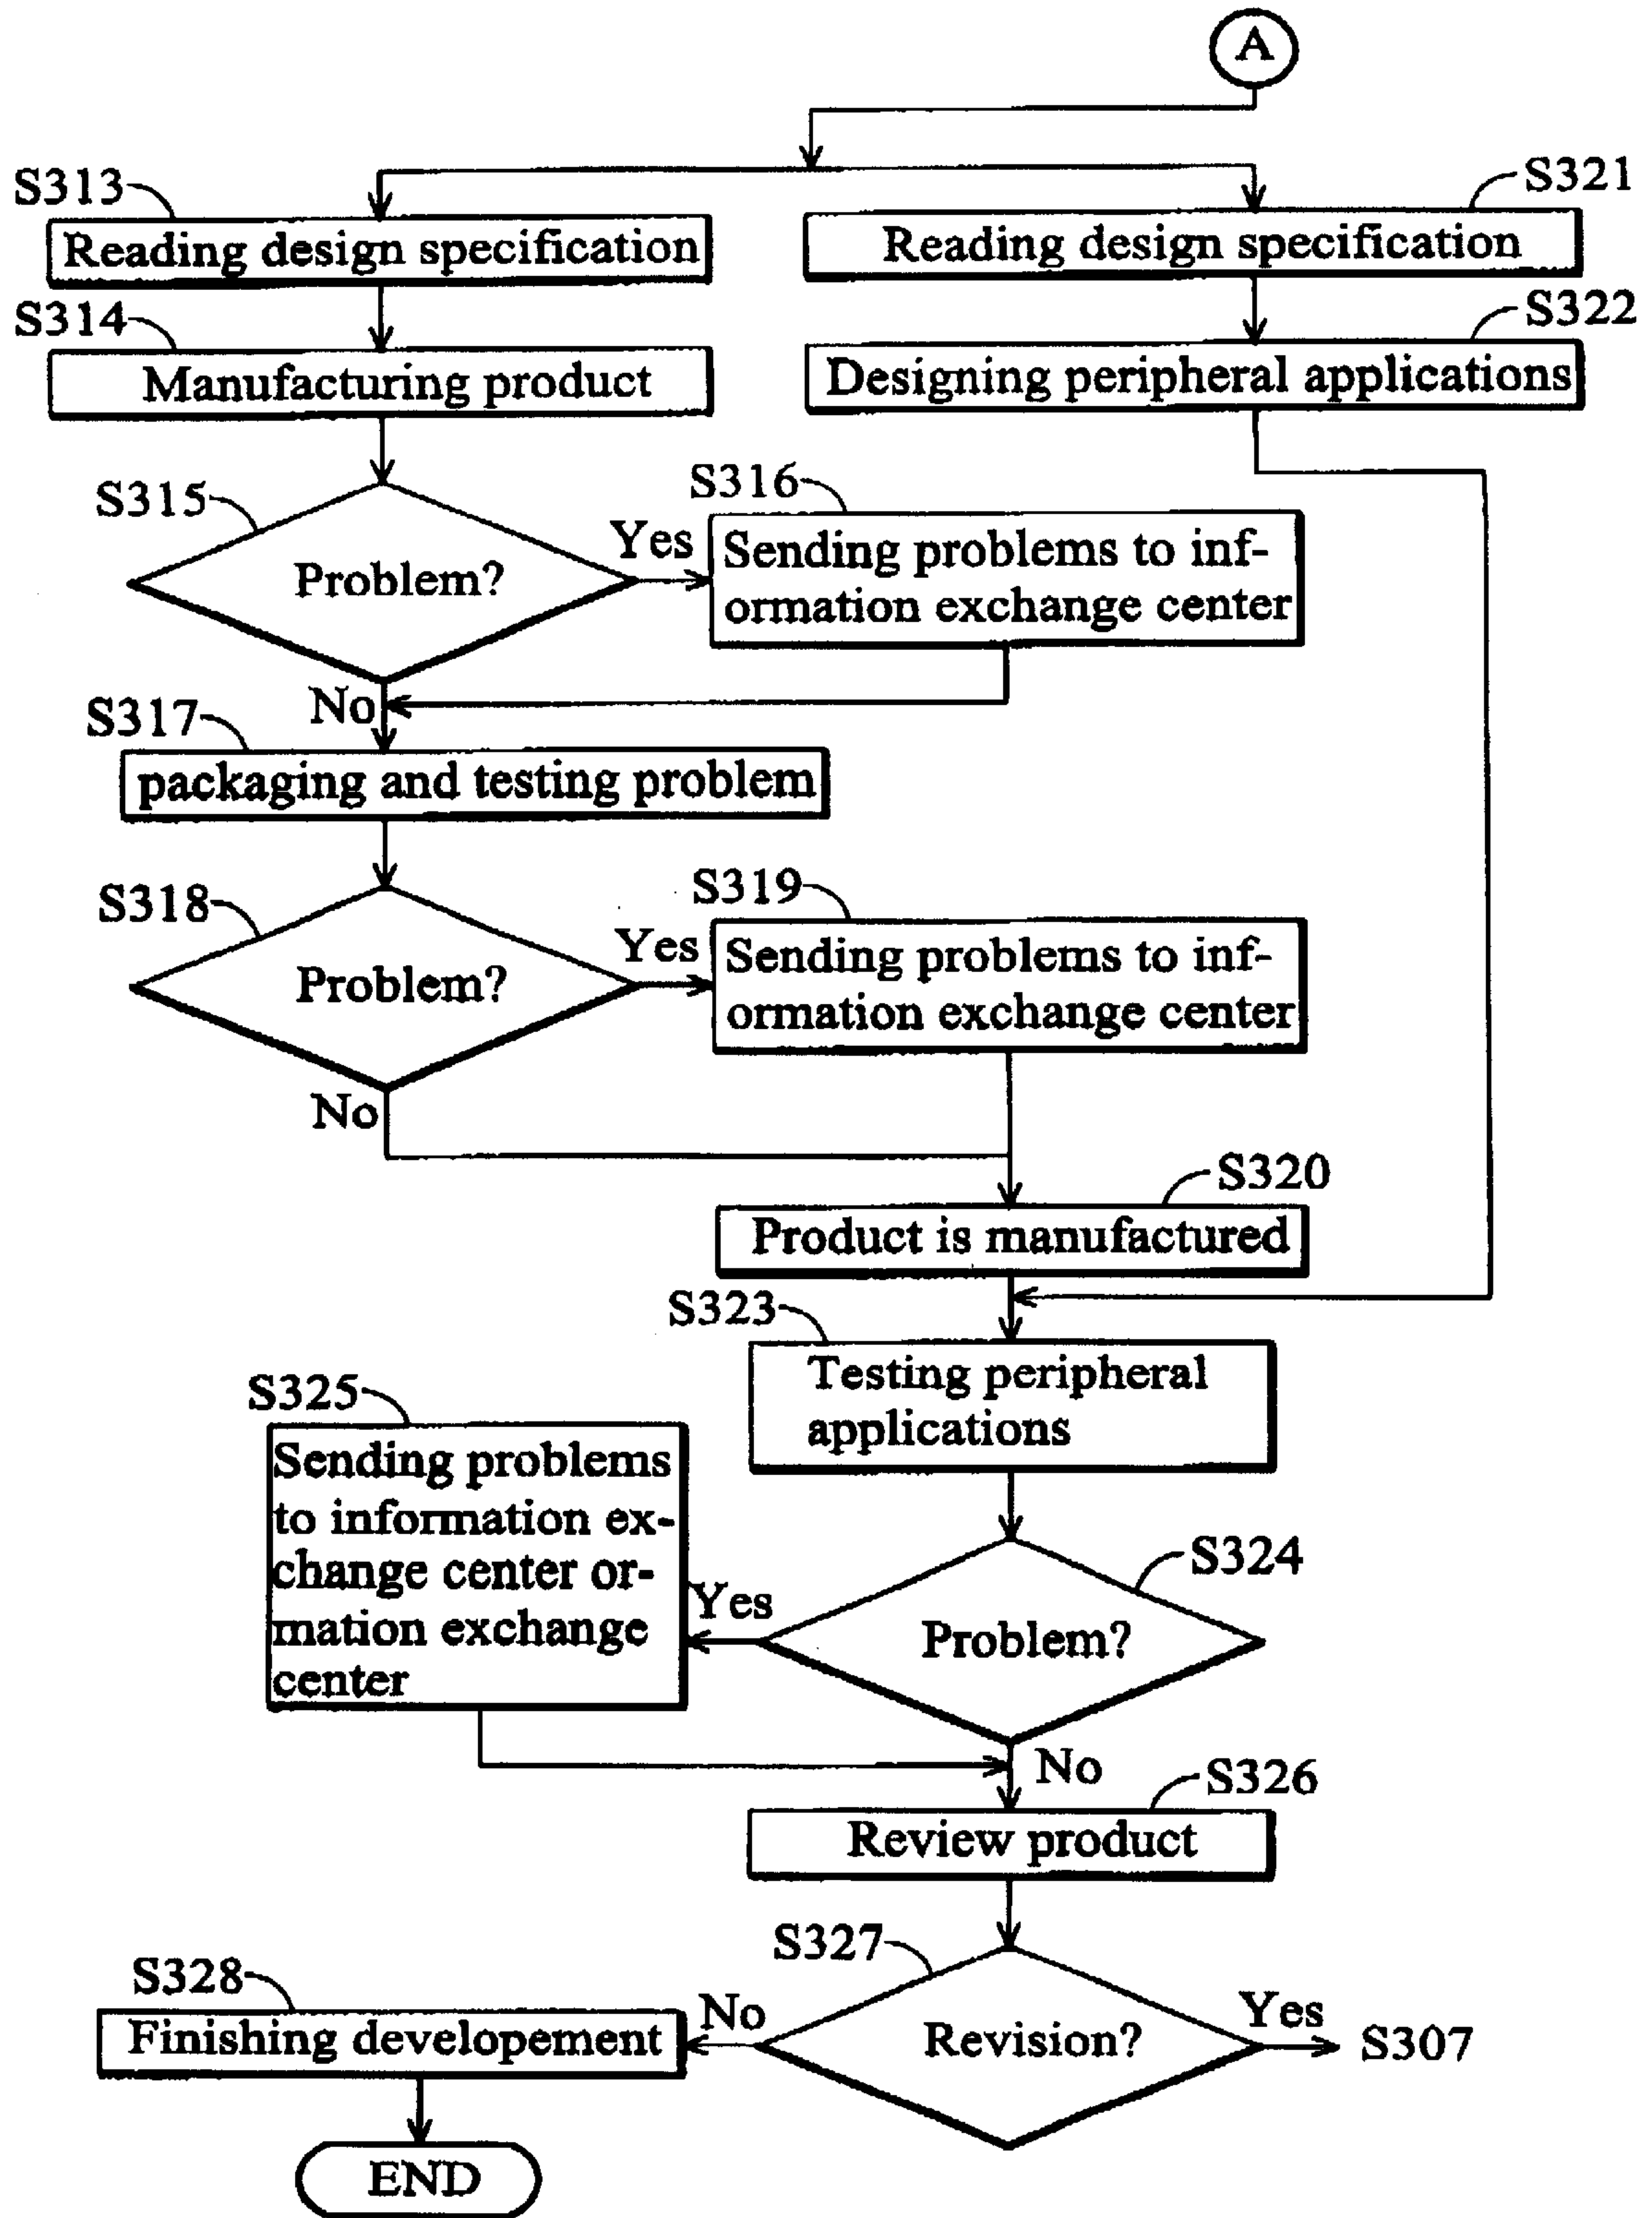 A
S313
S321
Reading design specification
Reading design specification
S314
S322
Manufacturing product
Designing peripheral applications
S315
S316
Problem?
Yes
Sending problems to inf-
ormation exchange center
No
S317
packaging and testing problem
S318
S319
Problem?
Yes
Sending problems to inf-
ormation exchange center
No
S320
Product is manufactured
S323
Testing peripheral
applications
S325
Sending problems
to information ex-
change center or-
mation exchange
center
S324
Yes
Problem?
No
S326
Review product
S327
S328
No
Revision?
Yes
S307
Finishing developement
END